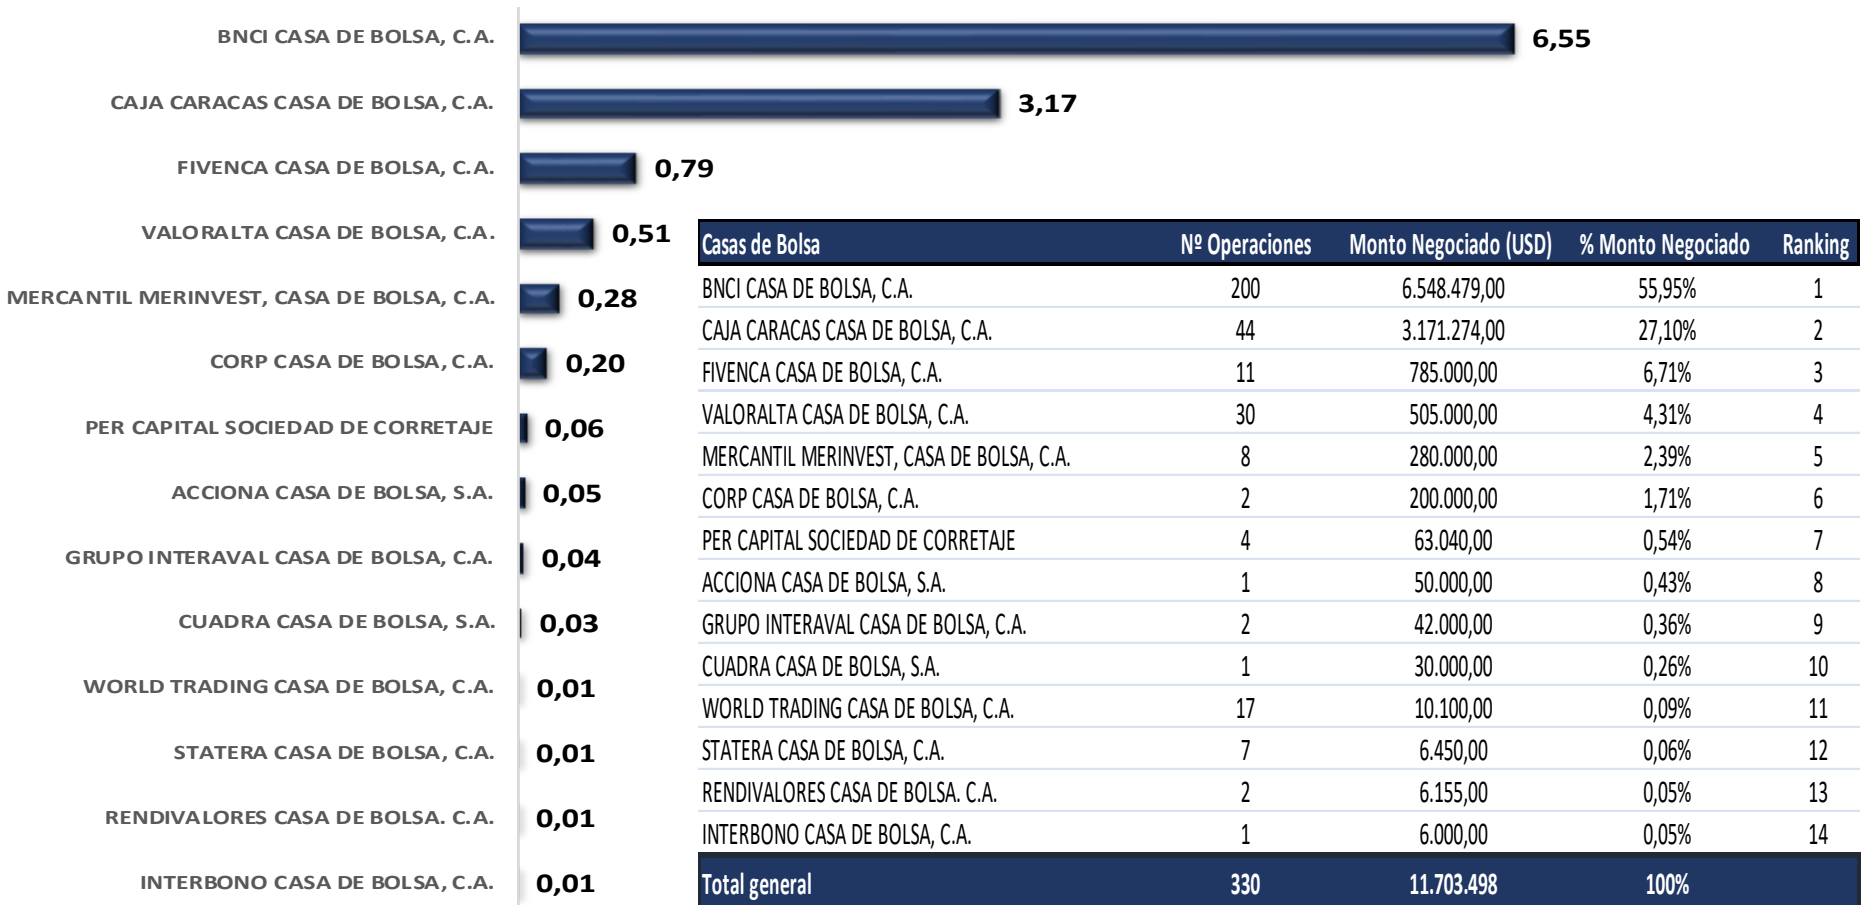 BNCI CASA DE BOLSA, C.A. 6,55
CAJA CARACAS CASA DE BOLSA, C.A. 3,17
FIVENCA CASA DE BOLSA, C.A. 0,79
VALORALTA CASA DE BOLSA, C.A. 0,51
MERCANTIL MERINVEST, CASA DE BOLSA, C.A. 0,28
CORP CASA DE BOLSA, C.A. 0,20
PER CAPITAL SOCIEDAD DE CORRETAJE 0,06
ACCIONA CASA DE BOLSA, S.A. 0,05
GRUPO INTERAVAL CASA DE BOLSA, C.A. 0,04
CUADRA CASA DE BOLSA, S.A. 0,03
WORLD TRADING CASA DE BOLSA, C.A. 0,01
STATERA CASA DE BOLSA, C.A. 0,01
RENDIVALORES CASA DE BOLSA. C.A. 0,01
INTERBONO CASA DE BOLSA, C.A. 0,01
Casas de Bolsa Nº Operaciones Monto Negociado (USD) % Monto Negociado Ranking
BNCI CASA DE BOLSA, C.A. 200 6.548.479,00 55,95% 1
CAJA CARACAS CASA DE BOLSA, C.A. 44 3.171.274,00 27,10% 2
FIVENCA CASA DE BOLSA, C.A. 11 785.000,00 6,71% 3
VALORALTA CASA DE BOLSA, C.A. 30 505.000,00 4,31% 4
MERCANTIL MERINVEST, CASA DE BOLSA, C.A. 8 280.000,00 2,39% 5
CORP CASA DE BOLSA, C.A. 2 200.000,00 1,71% 6
PER CAPITAL SOCIEDAD DE CORRETAJE 4 63.040,00 0,54% 7
ACCIONA CASA DE BOLSA, S.A. 1 50.000,00 0,43% 8
GRUPO INTERAVAL CASA DE BOLSA, C.A. 2 42.000,00 0,36% 9
CUADRA CASA DE BOLSA, S.A. 1 30.000,00 0,26% 10
WORLD TRADING CASA DE BOLSA, C.A. 17 10.100,00 0,09% 11
STATERA CASA DE BOLSA, C.A. 7 6.450,00 0,06% 12
RENDIVALORES CASA DE BOLSA. C.A. 2 6.155,00 0,05% 13
INTERBONO CASA DE BOLSA, C.A. 1 6.000,00 0,05% 14
Total general 330 11.703.498 100%